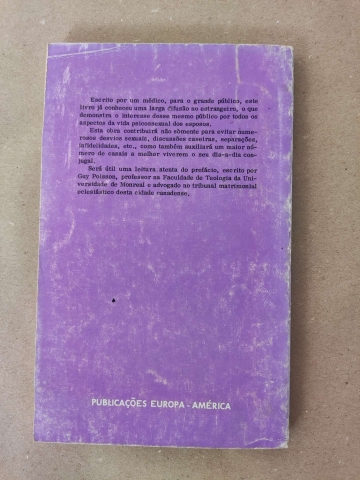 Escrito por um médico, para o grande público, este
livro já conheceu uma larga difusão no estrangeiro, o que
demonstra o interesse desse mesmo público por todos os
aspectos da vida psicossexual dos esposos.
Esta obra contribuirá não sòmente para evitar nume-
rosos desvios sexuais, discussões caseiras, separações,
infidelidades, etc., como também auxiliará um maior nú-
mero de casais a melhor viverem o seu dia-a-dia con-
jugal.
Será útil uma leitura atenta do prefácio, escrito por
Guy Poisson, professor na Faculdade de Teologia da Uni-
versidade de Monreal e advogado no tribunal matrimonial
eclesiástico desta cidade canadense.
PUBLICAÇÕES EUROPA-AMÉRICA